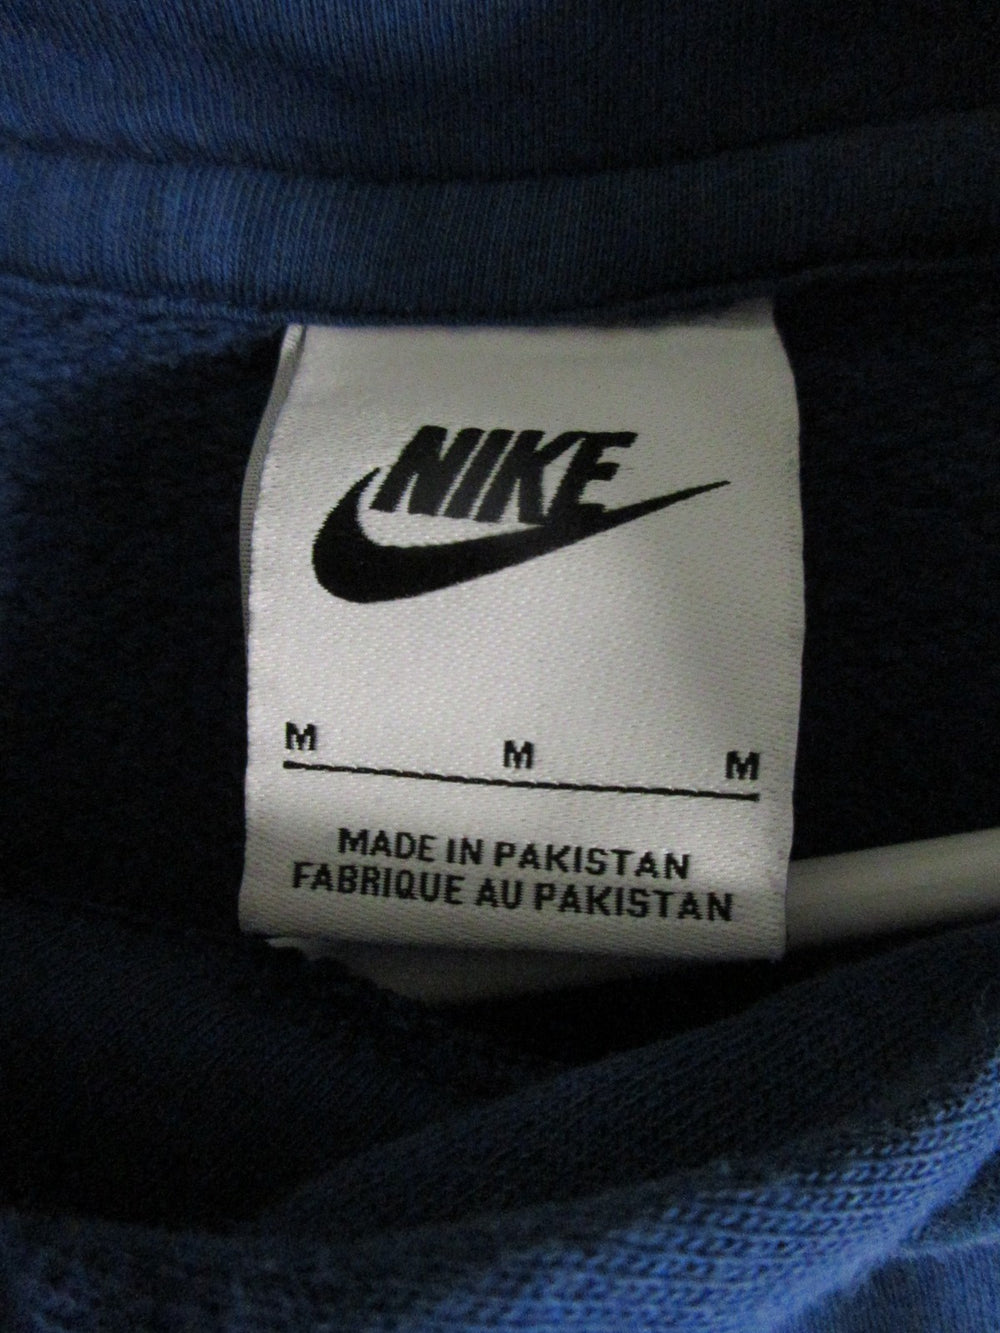 NIKE
M M M
MADE IN PAKISTAN
FABRIQUE AU PAKISTAN